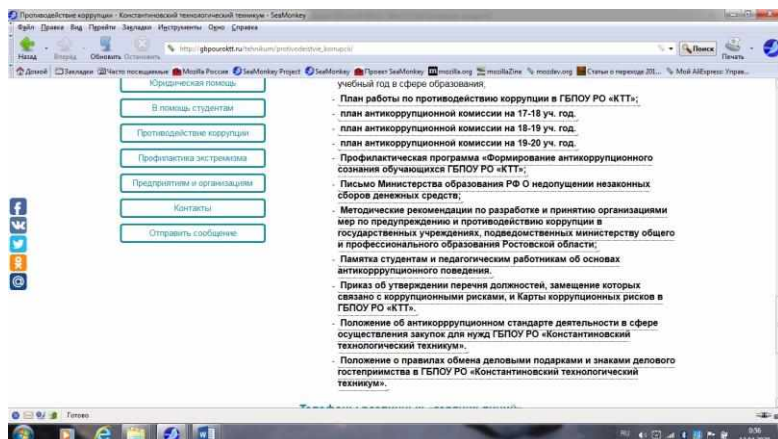 Противодействие коррупции - Константиновский технологический техникум - SeaMonkey
Файл Правка Вид Перейти Закладки Инструменты Окно Справка
Назад Вперёд Обновить Остановить http://gbpouroktt.ru/tehnikum/protivodejstvie_korrupcii/ Поиск Печать
Домой Закладки Часто посещаемые Mozilla Россия SeaMonkey Project SeaMonkey Проект SeaMonkey mozilla.org mozillaZine mozdev.org Статьи о переходе 201... Мой AliExpress: Управ...
Юридическая помощь
В помощь студентам
Противодействие коррупции
Профилактика экстремизма
Предприятиям и организациям
Контакты
Отправить сообщение
учебный год в сфере образования;
- План работы по противодействию коррупции в ГБПОУ РО «КТТ»;
- план антикоррупционной комиссии на 17-18 уч. год.
- план антикоррупционной комиссии на 18-19 уч. год.
- план антикоррупционной комиссии на 19-20 уч. год.
- Профилактическая программа «Формирование антикоррупционного
сознания обучающихся ГБПОУ РО «КТТ»;
- Письмо Министерства образования РФ О недопущении незаконных
сборов денежных средств;
- Методические рекомендации по разработке и принятию организациями
мер по предупреждению и противодействию коррупции в
государственных учреждениях, подведомственных министерству общего
и профессионального образования Ростовской области;
- Памятка студентам и педагогическим работникам об основах
антикорррупционного поведения.
- Приказ об утверждении перечня должностей, замещение которых
связано с коррупционными рисками, и Карты коррупционных рисков в
ГБПОУ РО «КТТ».
- Положение об антикорррупционном стандарте деятельности в сфере
осуществления закупок для нужд ГБПОУ РО «Константиновский
технологический техникум».
- Положение о правилах обмена деловыми подарками и знаками делового
гостеприимства в ГБПОУ РО «Константиновский технологический
техникум».
Готово
RU 0:56